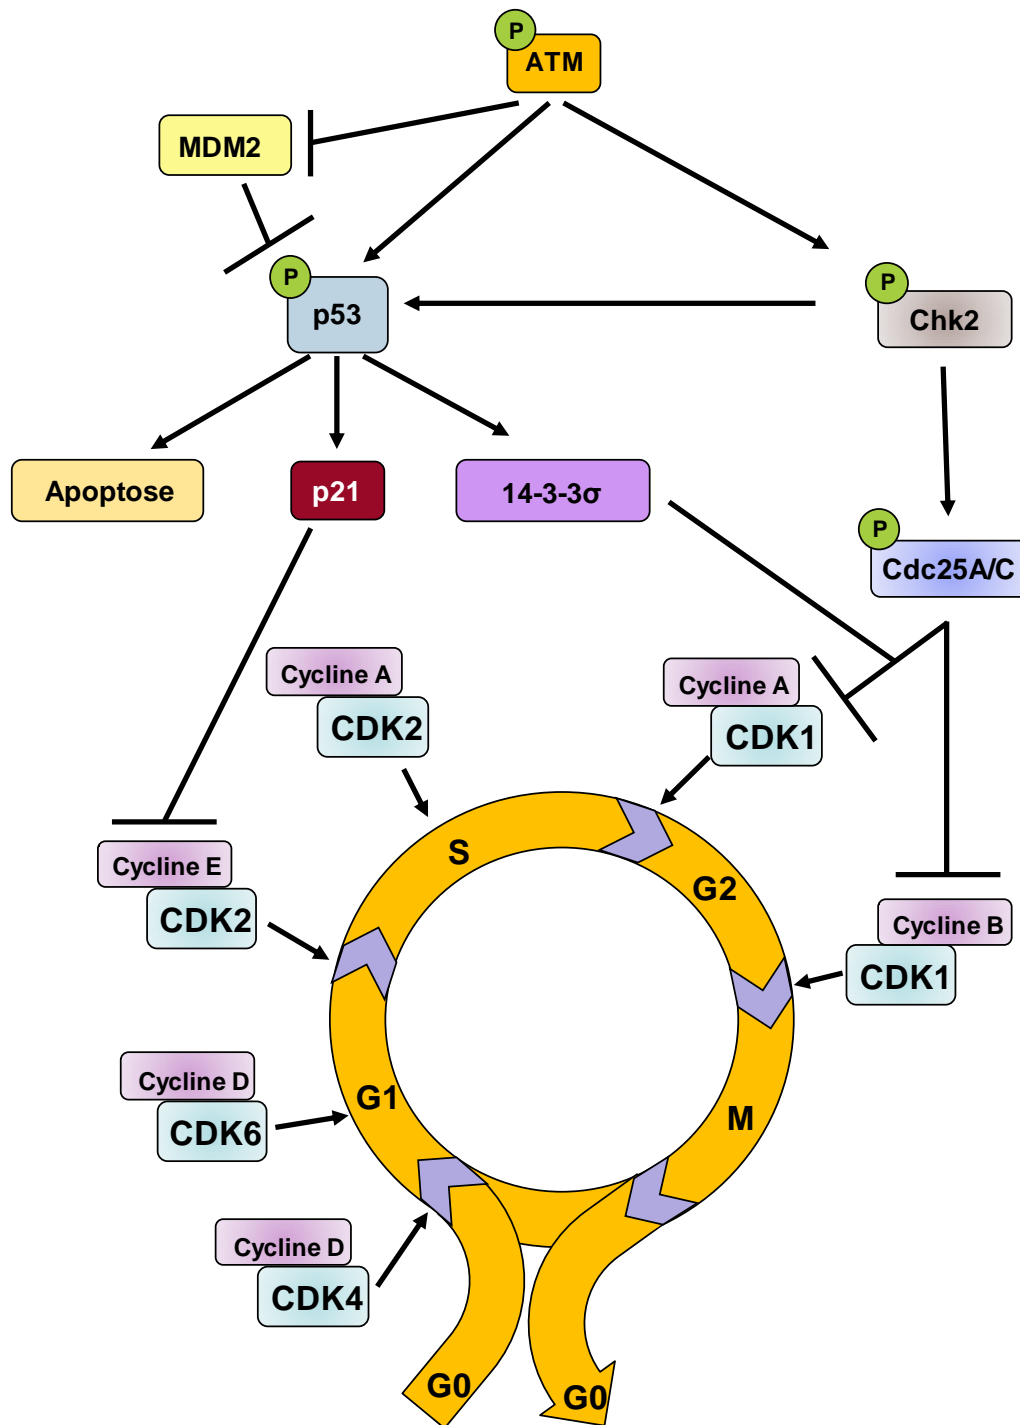 P
ATM
MDM2
P
p53
P
Chk2
Apoptose
p21
14-3-3σ
P
Cdc25A/C
Cycline A
CDK2
Cycline A
CDK1
Cycline E
CDK2
S
G2
Cycline B
CDK1
Cycline D
CDK6
G1
M
Cycline D
CDK4
G0
G0